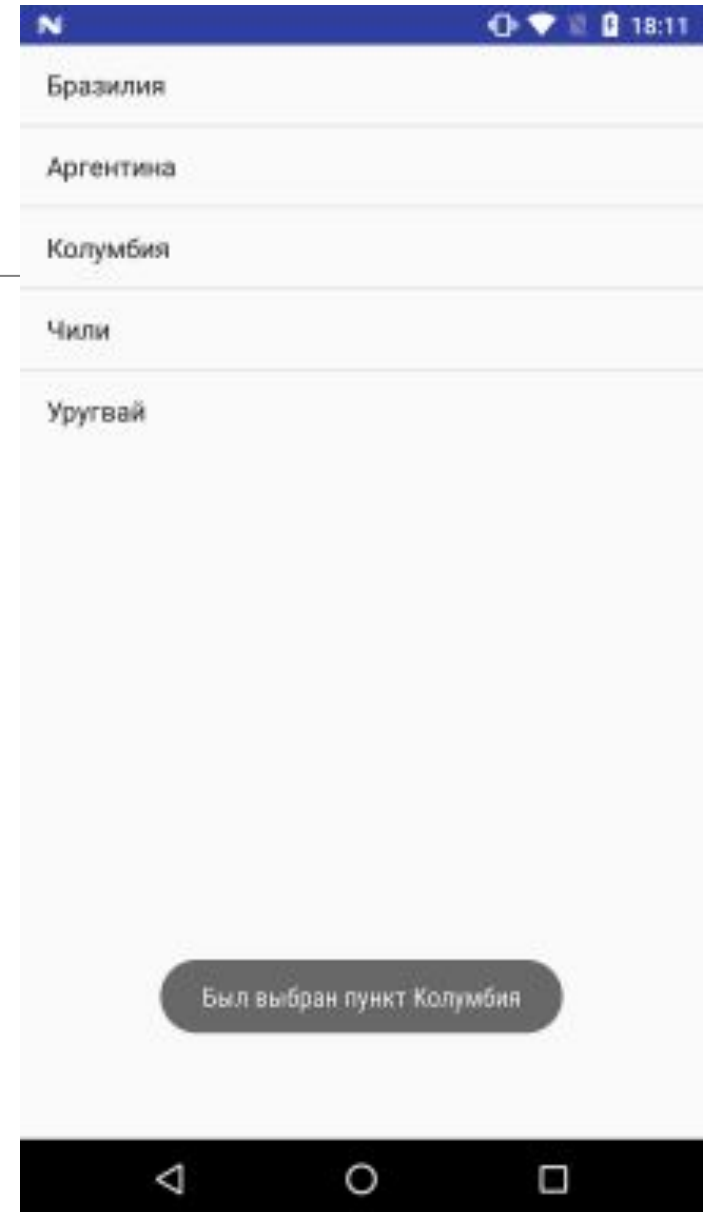 N 18:11
Бразилия
Аргентина
Колумбия
Чили
Уругвай
Был выбран пункт Колумбия